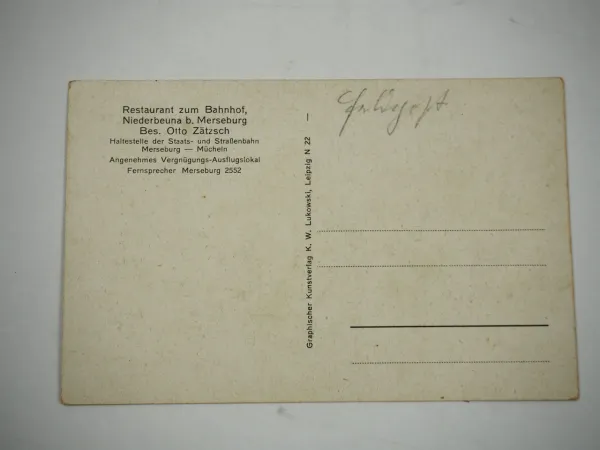 Restaurant zum Bahnhof,
Niederbeuna b. Merseburg
Bes. Otto Zätzsch
Haltestelle der Staats- und Straßenbahn
Merseburg — Mücheln
Angenehmes Vergnügungs-Ausflugslokal
Fernsprecher Merseburg 2552
Graphischer Kunstverlag K. W. Lukowski, Leipzig N 22 —
Feldpost